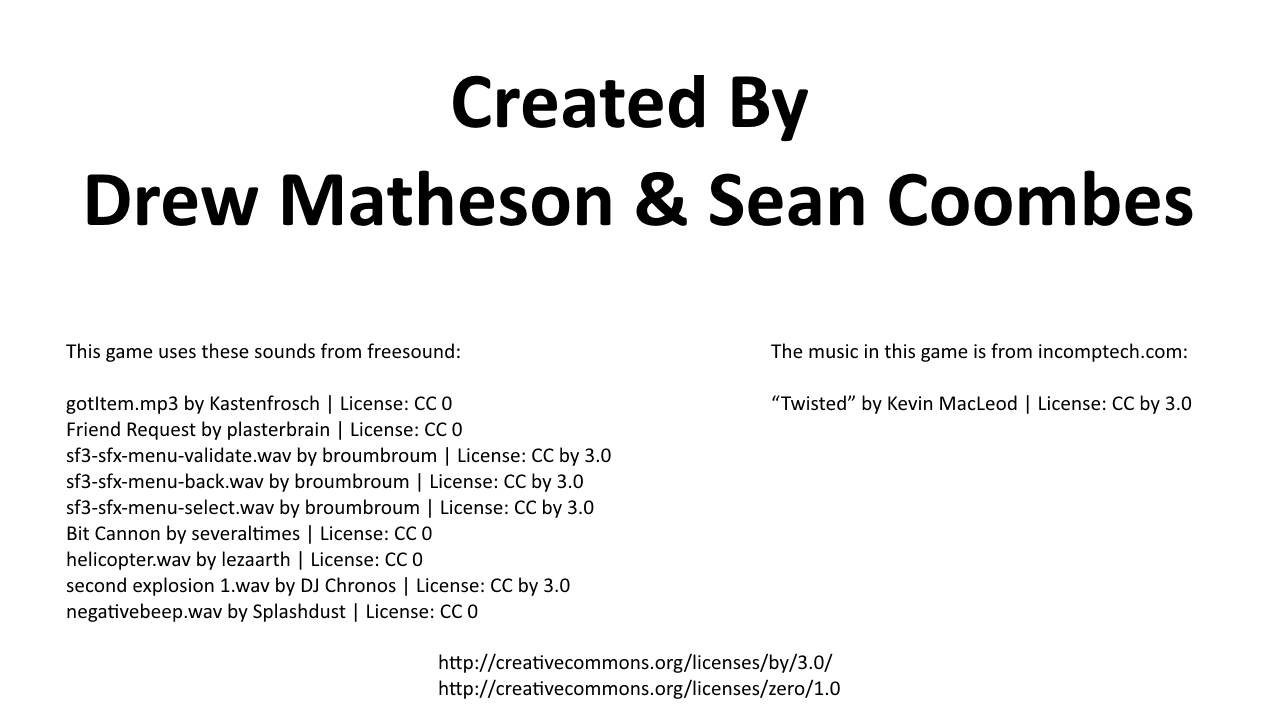 Created By
Drew Matheson & Sean Coombes
This game uses these sounds from freesound:
gotItem.mp3 by Kastenfrosch | License: CC 0
Friend Request by plasterbrain | License: CC 0
sf3-sfx-menu-validate.wav by broumbroum | License: CC by 3.0
sf3-sfx-menu-back.wav by broumbroum | License: CC by 3.0
sf3-sfx-menu-select.wav by broumbroum | License: CC by 3.0
Bit Cannon by severaltimes | License: CC 0
helicopter.wav by lezaarth | License: CC 0
second explosion 1.wav by DJ Chronos | License: CC by 3.0
negativebeep.wav by Splashdust | License: CC 0
The music in this game is from incomptech.com:
“Twisted” by Kevin MacLeod | License: CC by 3.0
http://creativecommons.org/licenses/by/3.0/
http://creativecommons.org/licenses/zero/1.0